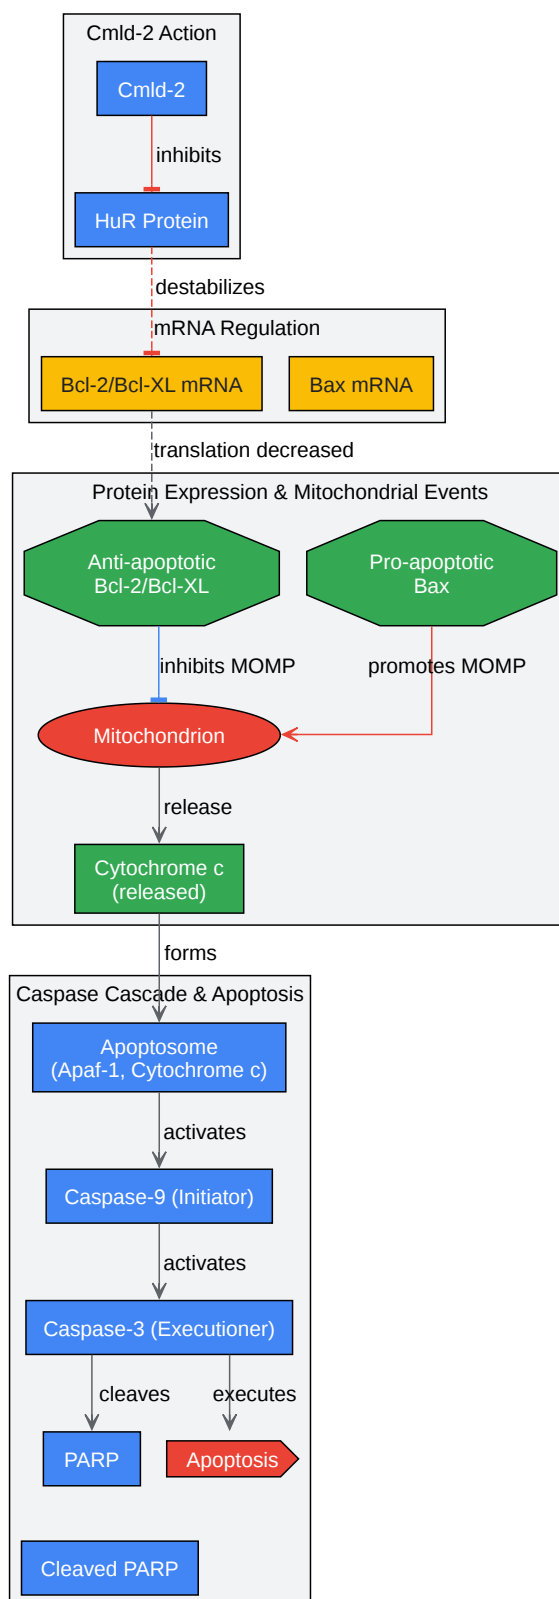 Cmld-2 Action
Cmld-2
inhibits
HuR Protein
destabilizes
mRNA Regulation
Bcl-2/Bcl-XL mRNA
Bax mRNA
translation decreased
Protein Expression & Mitochondrial Events
Anti-apoptotic
Bcl-2/Bcl-XL
Pro-apoptotic
Bax
inhibits MOMP
promotes MOMP
Mitochondrion
release
Cytochrome c
(released)
forms
Caspase Cascade & Apoptosis
Apoptosome
(Apaf-1, Cytochrome c)
activates
Caspase-9 (Initiator)
activates
Caspase-3 (Executioner)
cleaves
executes
PARP
Apoptosis
Cleaved PARP